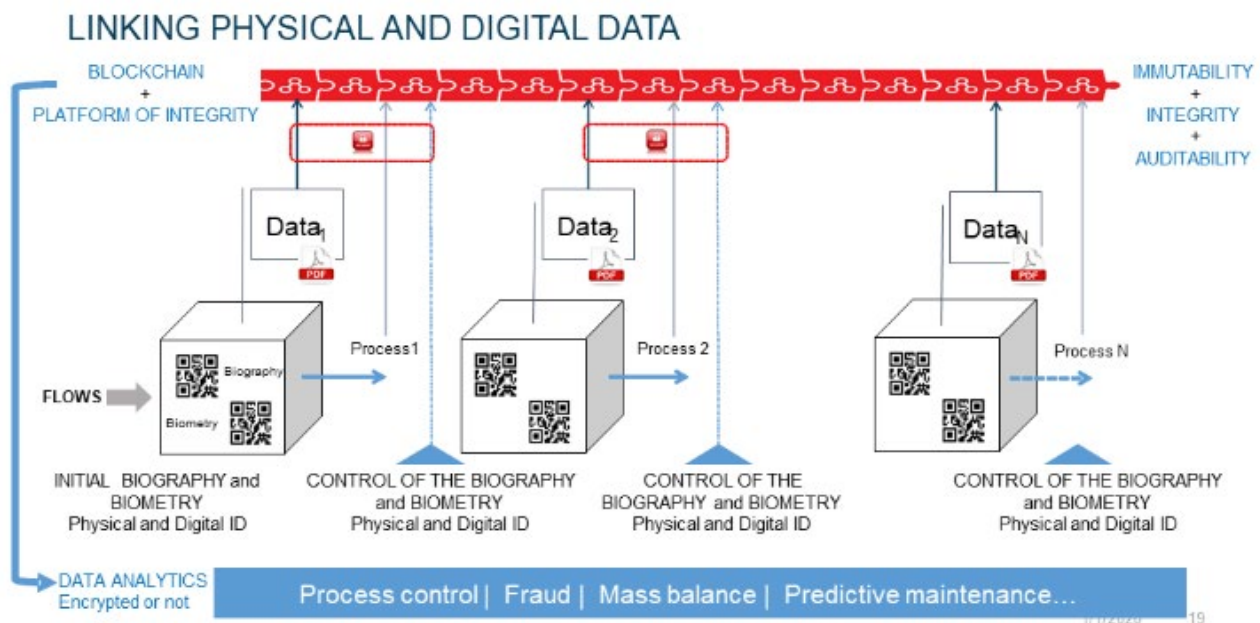 LINKING PHYSICAL AND DIGITAL DATA
BLOCKCHAIN
+
PLATFORM OF INTEGRITY
IMMUTABILITY
+
INTEGRITY
+
AUDITABILITY
Data1
PDF
Data2
PDF
DataN
PDF
Process1
Process 2
Process N
FLOWS
Biography
Biometry
INITIAL BIOGRAPHY and
BIOMETRY
Physical and Digital ID
CONTROL OF THE BIOGRAPHY
and BIOMETRY
Physical and Digital ID
CONTROL OF THE
BIOGRAPHY and BIOMETRY
Physical and Digital ID
CONTROL OF THE BIOGRAPHY
and BIOMETRY
Physical and Digital ID
DATA ANALYTICS
Encrypted or not
Process control | Fraud | Mass balance | Predictive maintenance…
19